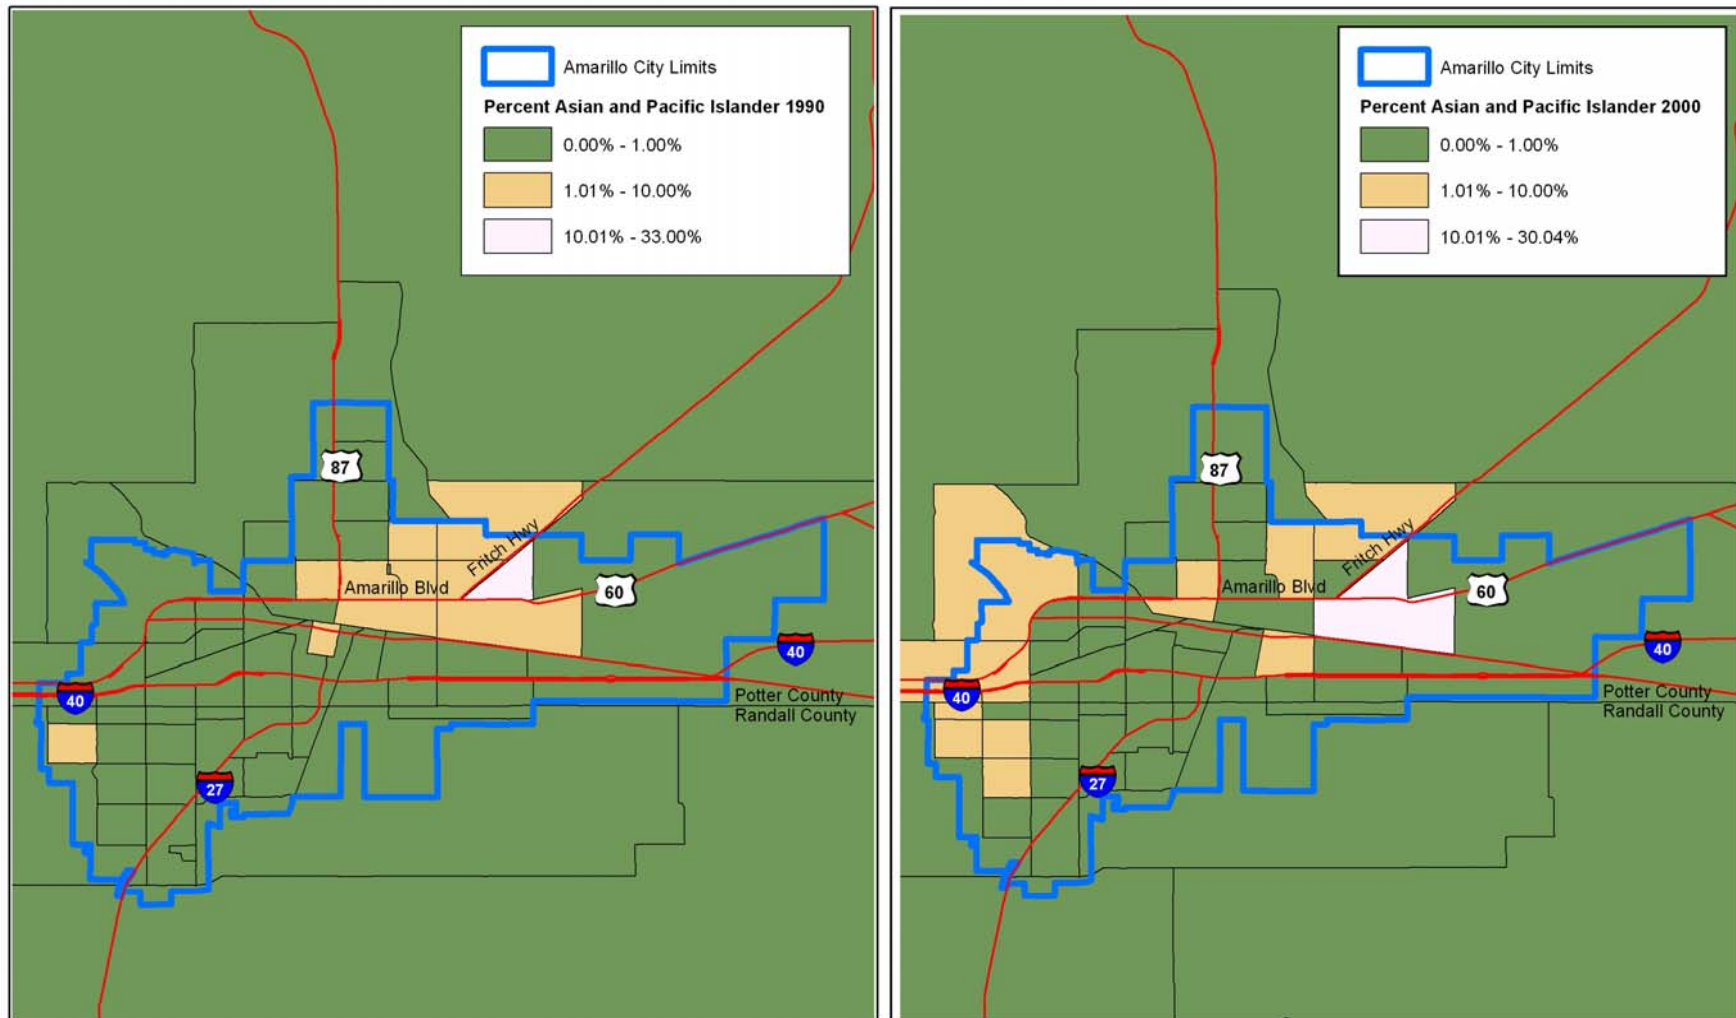 Amarillo City Limits
Percent Asian and Pacific Islander 1990
0.00% - 1.00%
1.01% - 10.00%
10.01% - 33.00%
87
Fritch Hwy
Amarillo Blvd
60
40
40
Potter County
Randall County
27
Amarillo City Limits
Percent Asian and Pacific Islander 2000
0.00% - 1.00%
1.01% - 10.00%
10.01% - 30.04%
87
Fritch Hwy
Amarillo Blvd
60
40
40
Potter County
Randall County
27